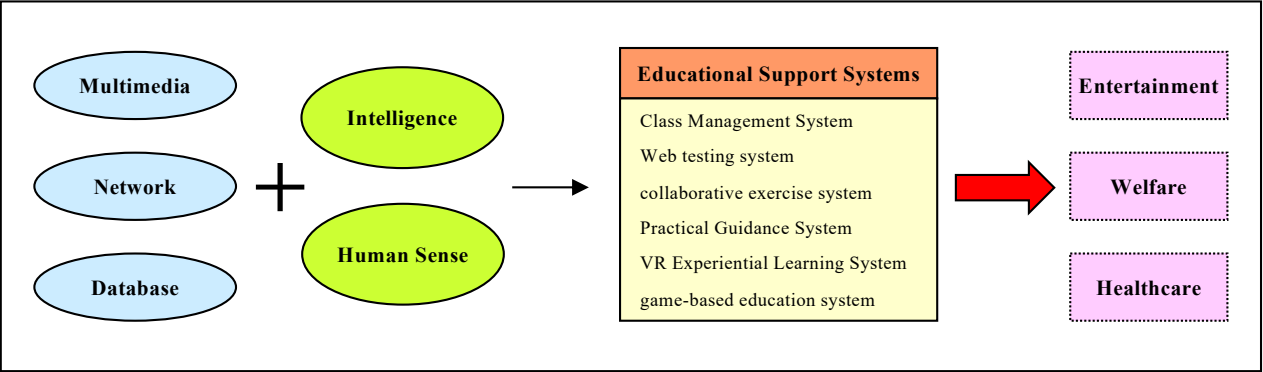 Multimedia
Network
Database
+
Intelligence
Human Sense
Educational Support Systems
Class Management System
Web testing system
collaborative exercise system
Practical Guidance System
VR Experiential Learning System
game-based education system
Entertainment
Welfare
Healthcare